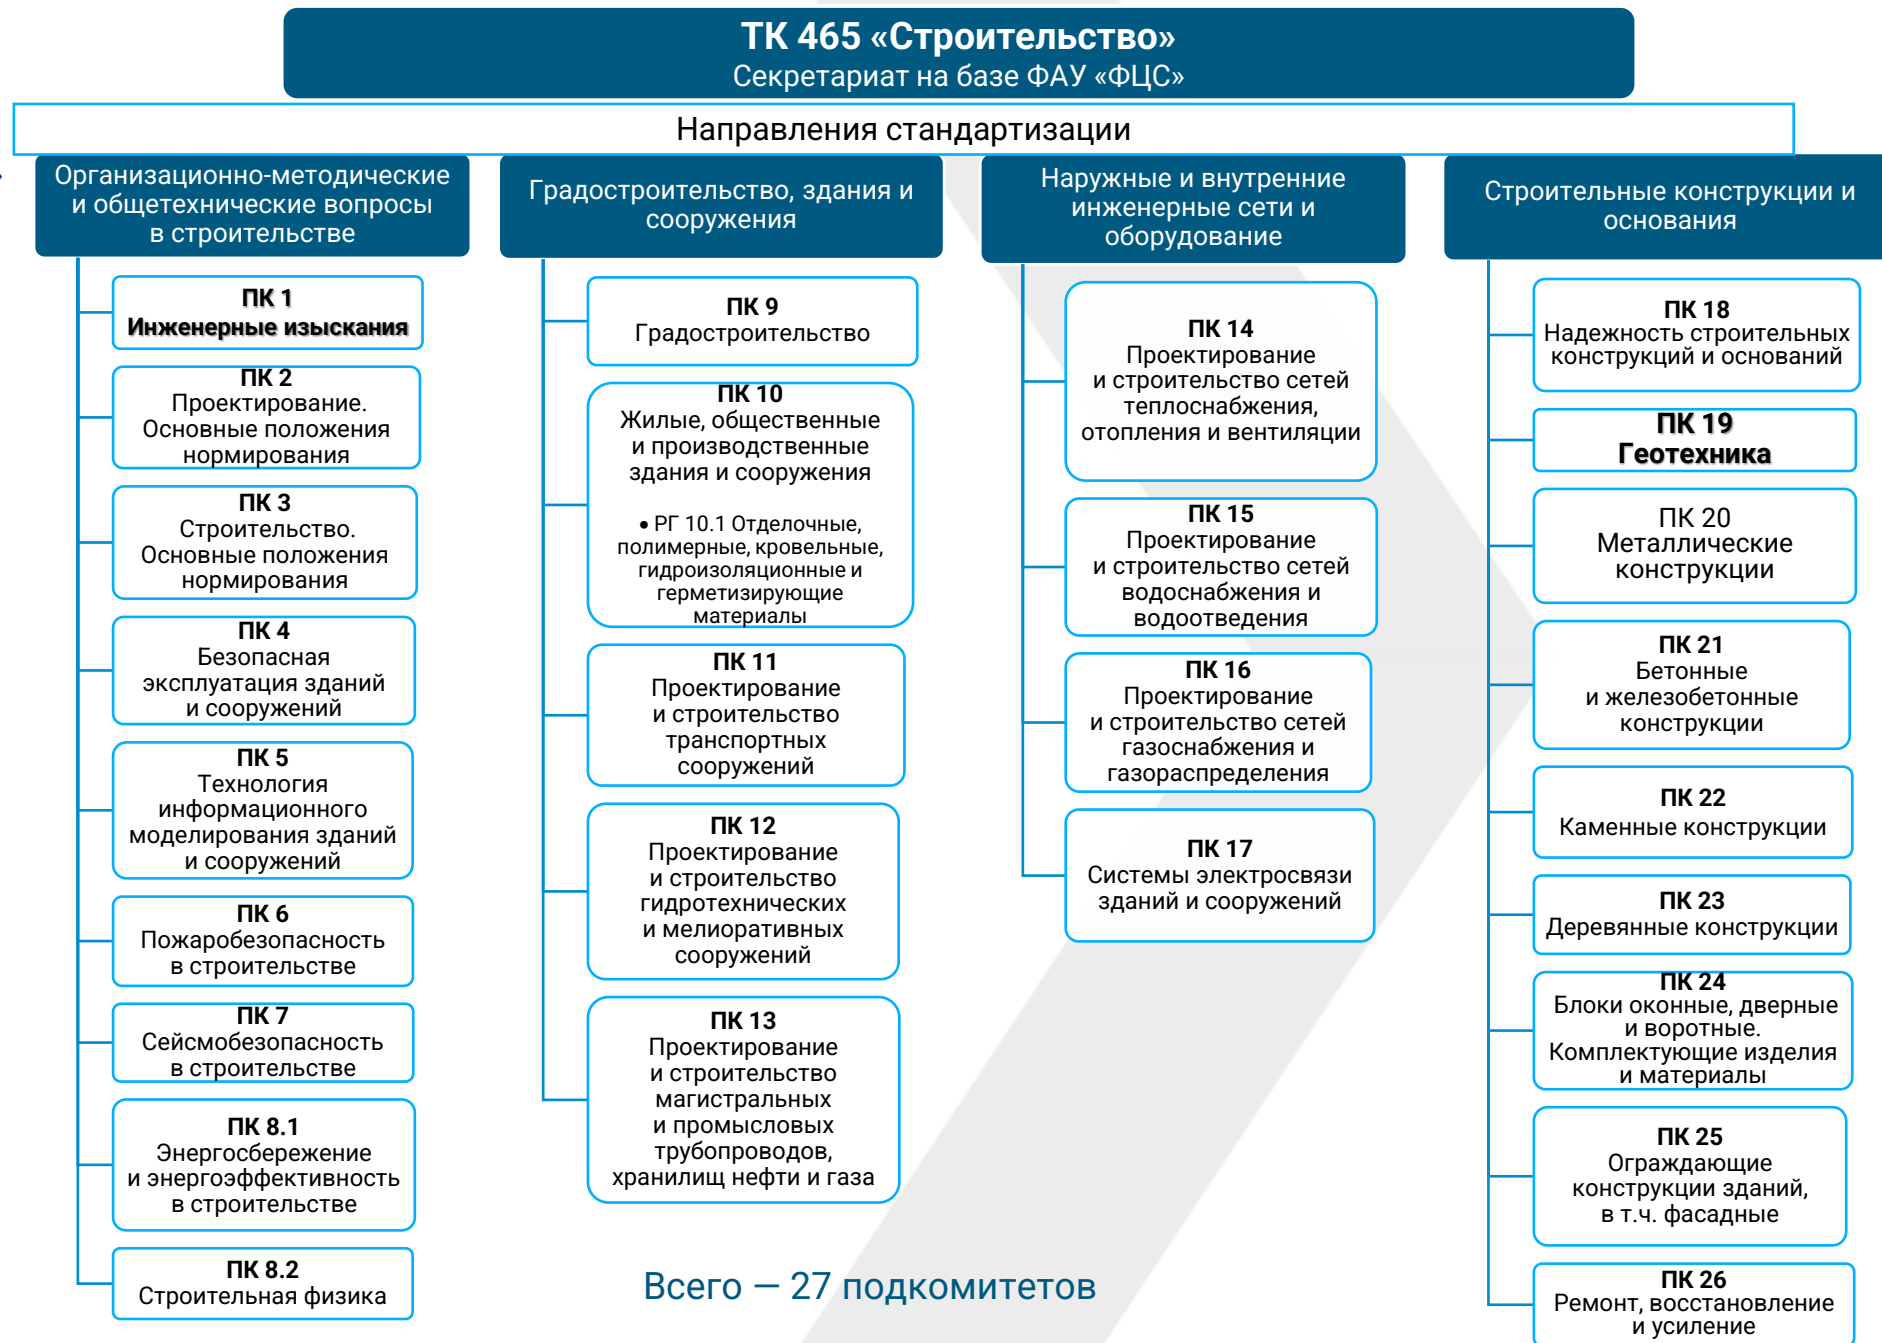 ТК 465 «Строительство»
Секретариат на базе ФАУ «ФЦС»
Направления стандартизации
Организационно-методические
и общетехнические вопросы
в строительстве
ПК 1
Инженерные изыскания
ПК 2
Проектирование.
Основные положения
нормирования
ПК 3
Строительство.
Основные положения
нормирования
ПК 4
Безопасная
эксплуатация зданий
и сооружений
ПК 5
Технология
информационного
моделирования зданий
и сооружений
ПК 6
Пожаробезопасность
в строительстве
ПК 7
Сейсмобезопасность
в строительстве
ПК 8.1
Энергосбережение
и энергоэффективность
в строительстве
ПК 8.2
Строительная физика
Градостроительство, здания и
сооружения
ПК 9
Градостроительство
ПК 10
Жилые, общественные
и производственные
здания и сооружения
• РГ 10.1 Отделочные,
полимерные, кровельные,
гидроизоляционные и
герметизирующие
материалы
ПК 11
Проектирование
и строительство
транспортных
сооружений
ПК 12
Проектирование
и строительство
гидротехнических
и мелиоративных
сооружений
ПК 13
Проектирование
и строительство
магистральных
и промысловых
трубопроводов,
хранилищ нефти и газа
Наружные и внутренние
инженерные сети и
оборудование
ПК 14
Проектирование
и строительство сетей
теплоснабжения,
отопления и вентиляции
ПК 15
Проектирование
и строительство сетей
водоснабжения и
водоотведения
ПК 16
Проектирование
и строительство сетей
газоснабжения и
газораспределения
ПК 17
Системы электросвязи
зданий и сооружений
Строительные конструкции и
основания
ПК 18
Надежность строительных
конструкций и оснований
ПК 19
Геотехника
ПК 20
Металлические
конструкции
ПК 21
Бетонные
и железобетонные
конструкции
ПК 22
Каменные конструкции
ПК 23
Деревянные конструкции
ПК 24
Блоки оконные, дверные
и воротные.
Комплектующие изделия
и материалы
ПК 25
Ограждающие
конструкции зданий,
в т.ч. фасадные
ПК 26
Ремонт, восстановление
и усиление
Всего — 27 подкомитетов